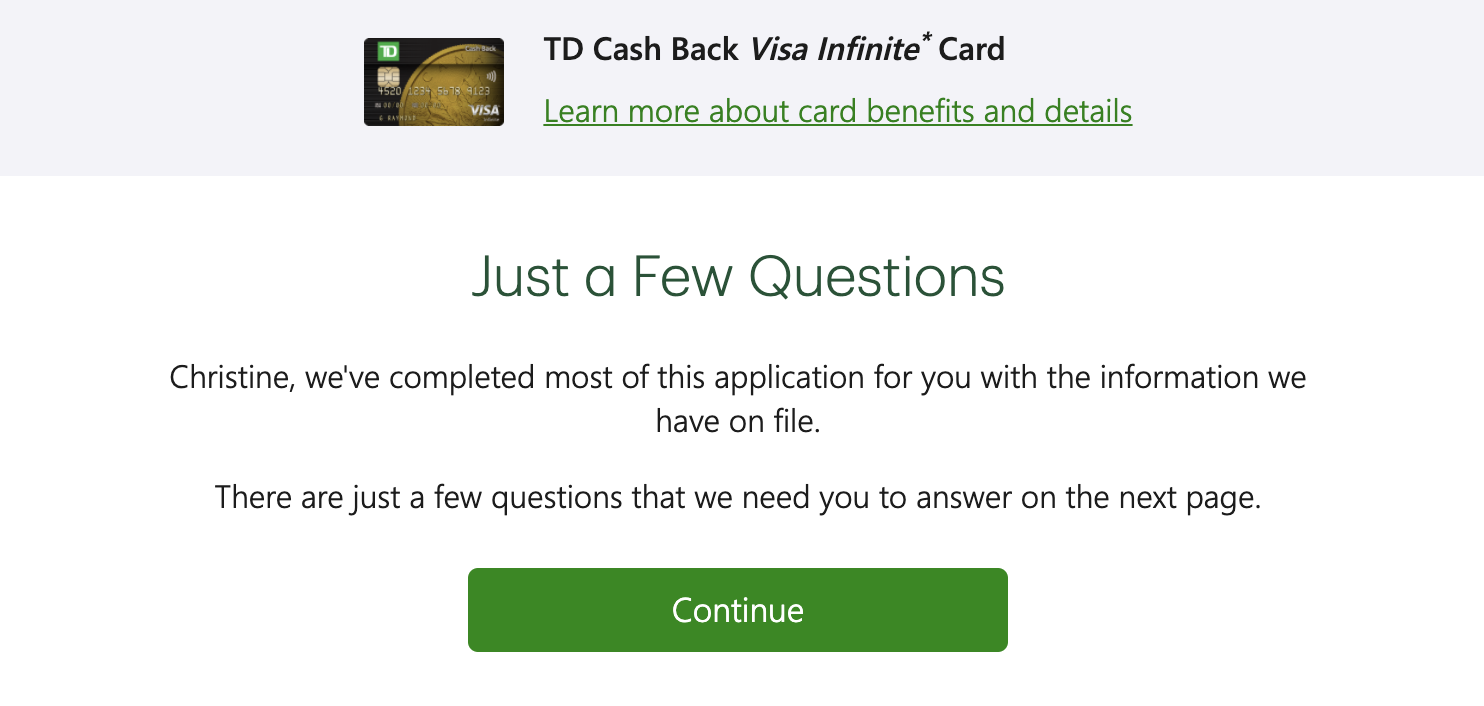 TD Cash Back Visa Infinite* Card
Learn more about card benefits and details
TD
Cash Back
4520 1234 5678 9123
VISA
Infinite
G RAYMOND
Just a Few Questions
Christine, we've completed most of this application for you with the information we
have on file.
There are just a few questions that we need you to answer on the next page.
Continue